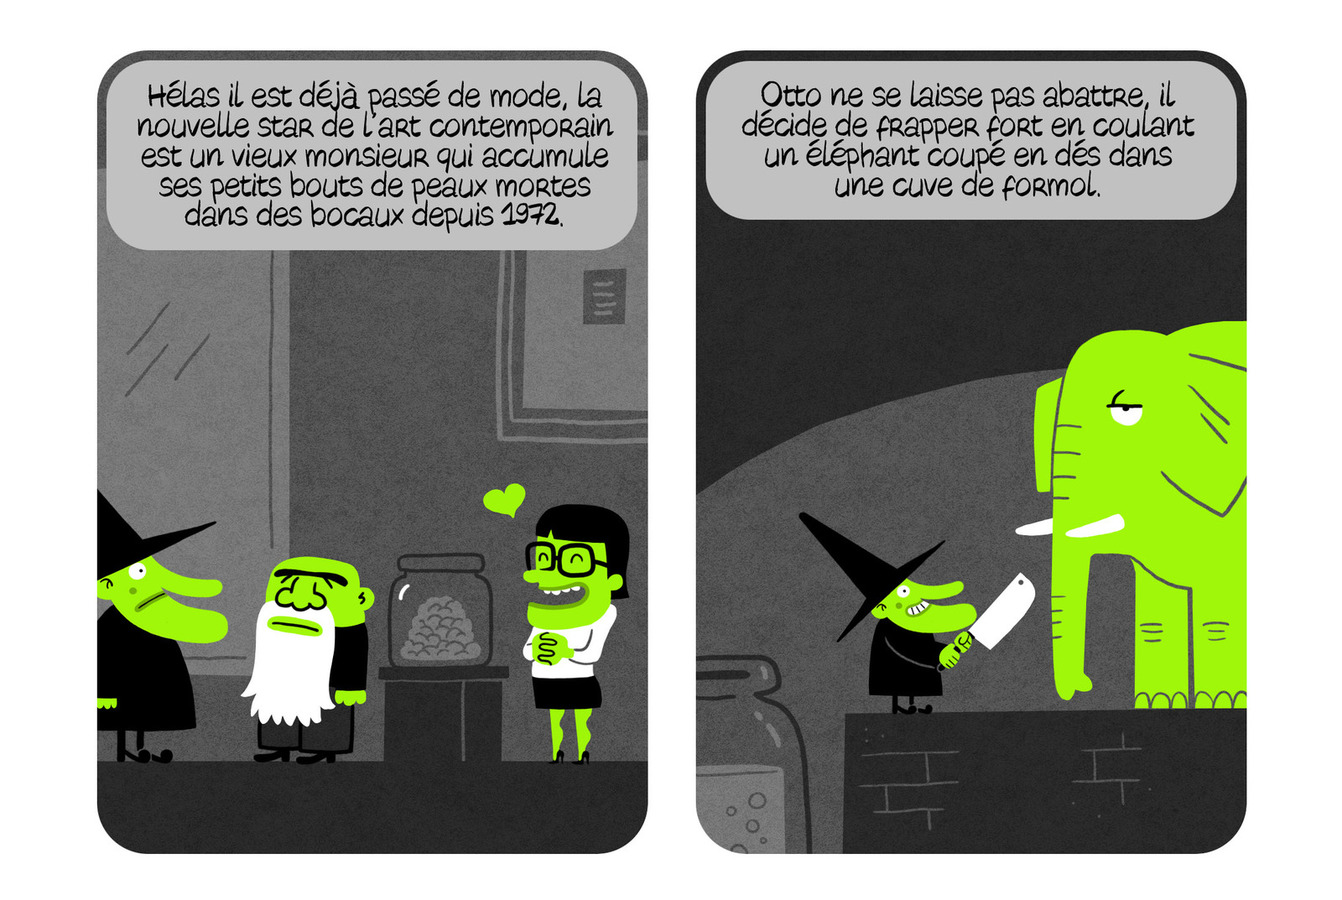 Hélas il est déjà passé de mode, la
nouvelle star de l'art contemporain
est un vieux monsieur qui accumule
ses petits bouts de peaux mortes
dans des bocaux depuis 1972.
Otto ne se laisse pas abattre, il
décide de frapper fort en coulant
un éléphant coupé en dés dans
une cuve de formol.